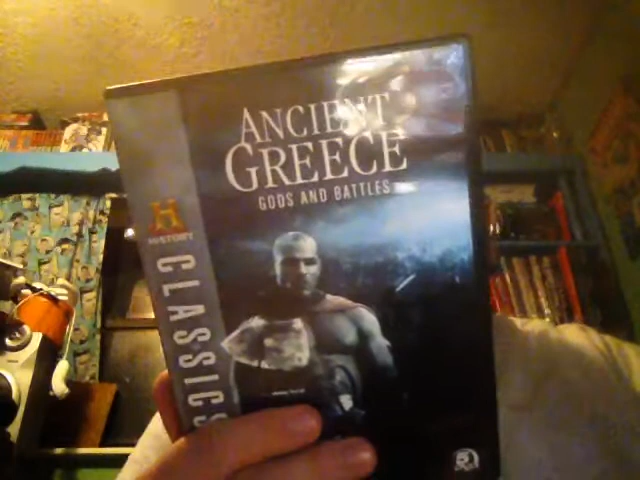 ANCIENT
GREECE
GODS AND BATTLES
H
HISTORY
CLASSICS